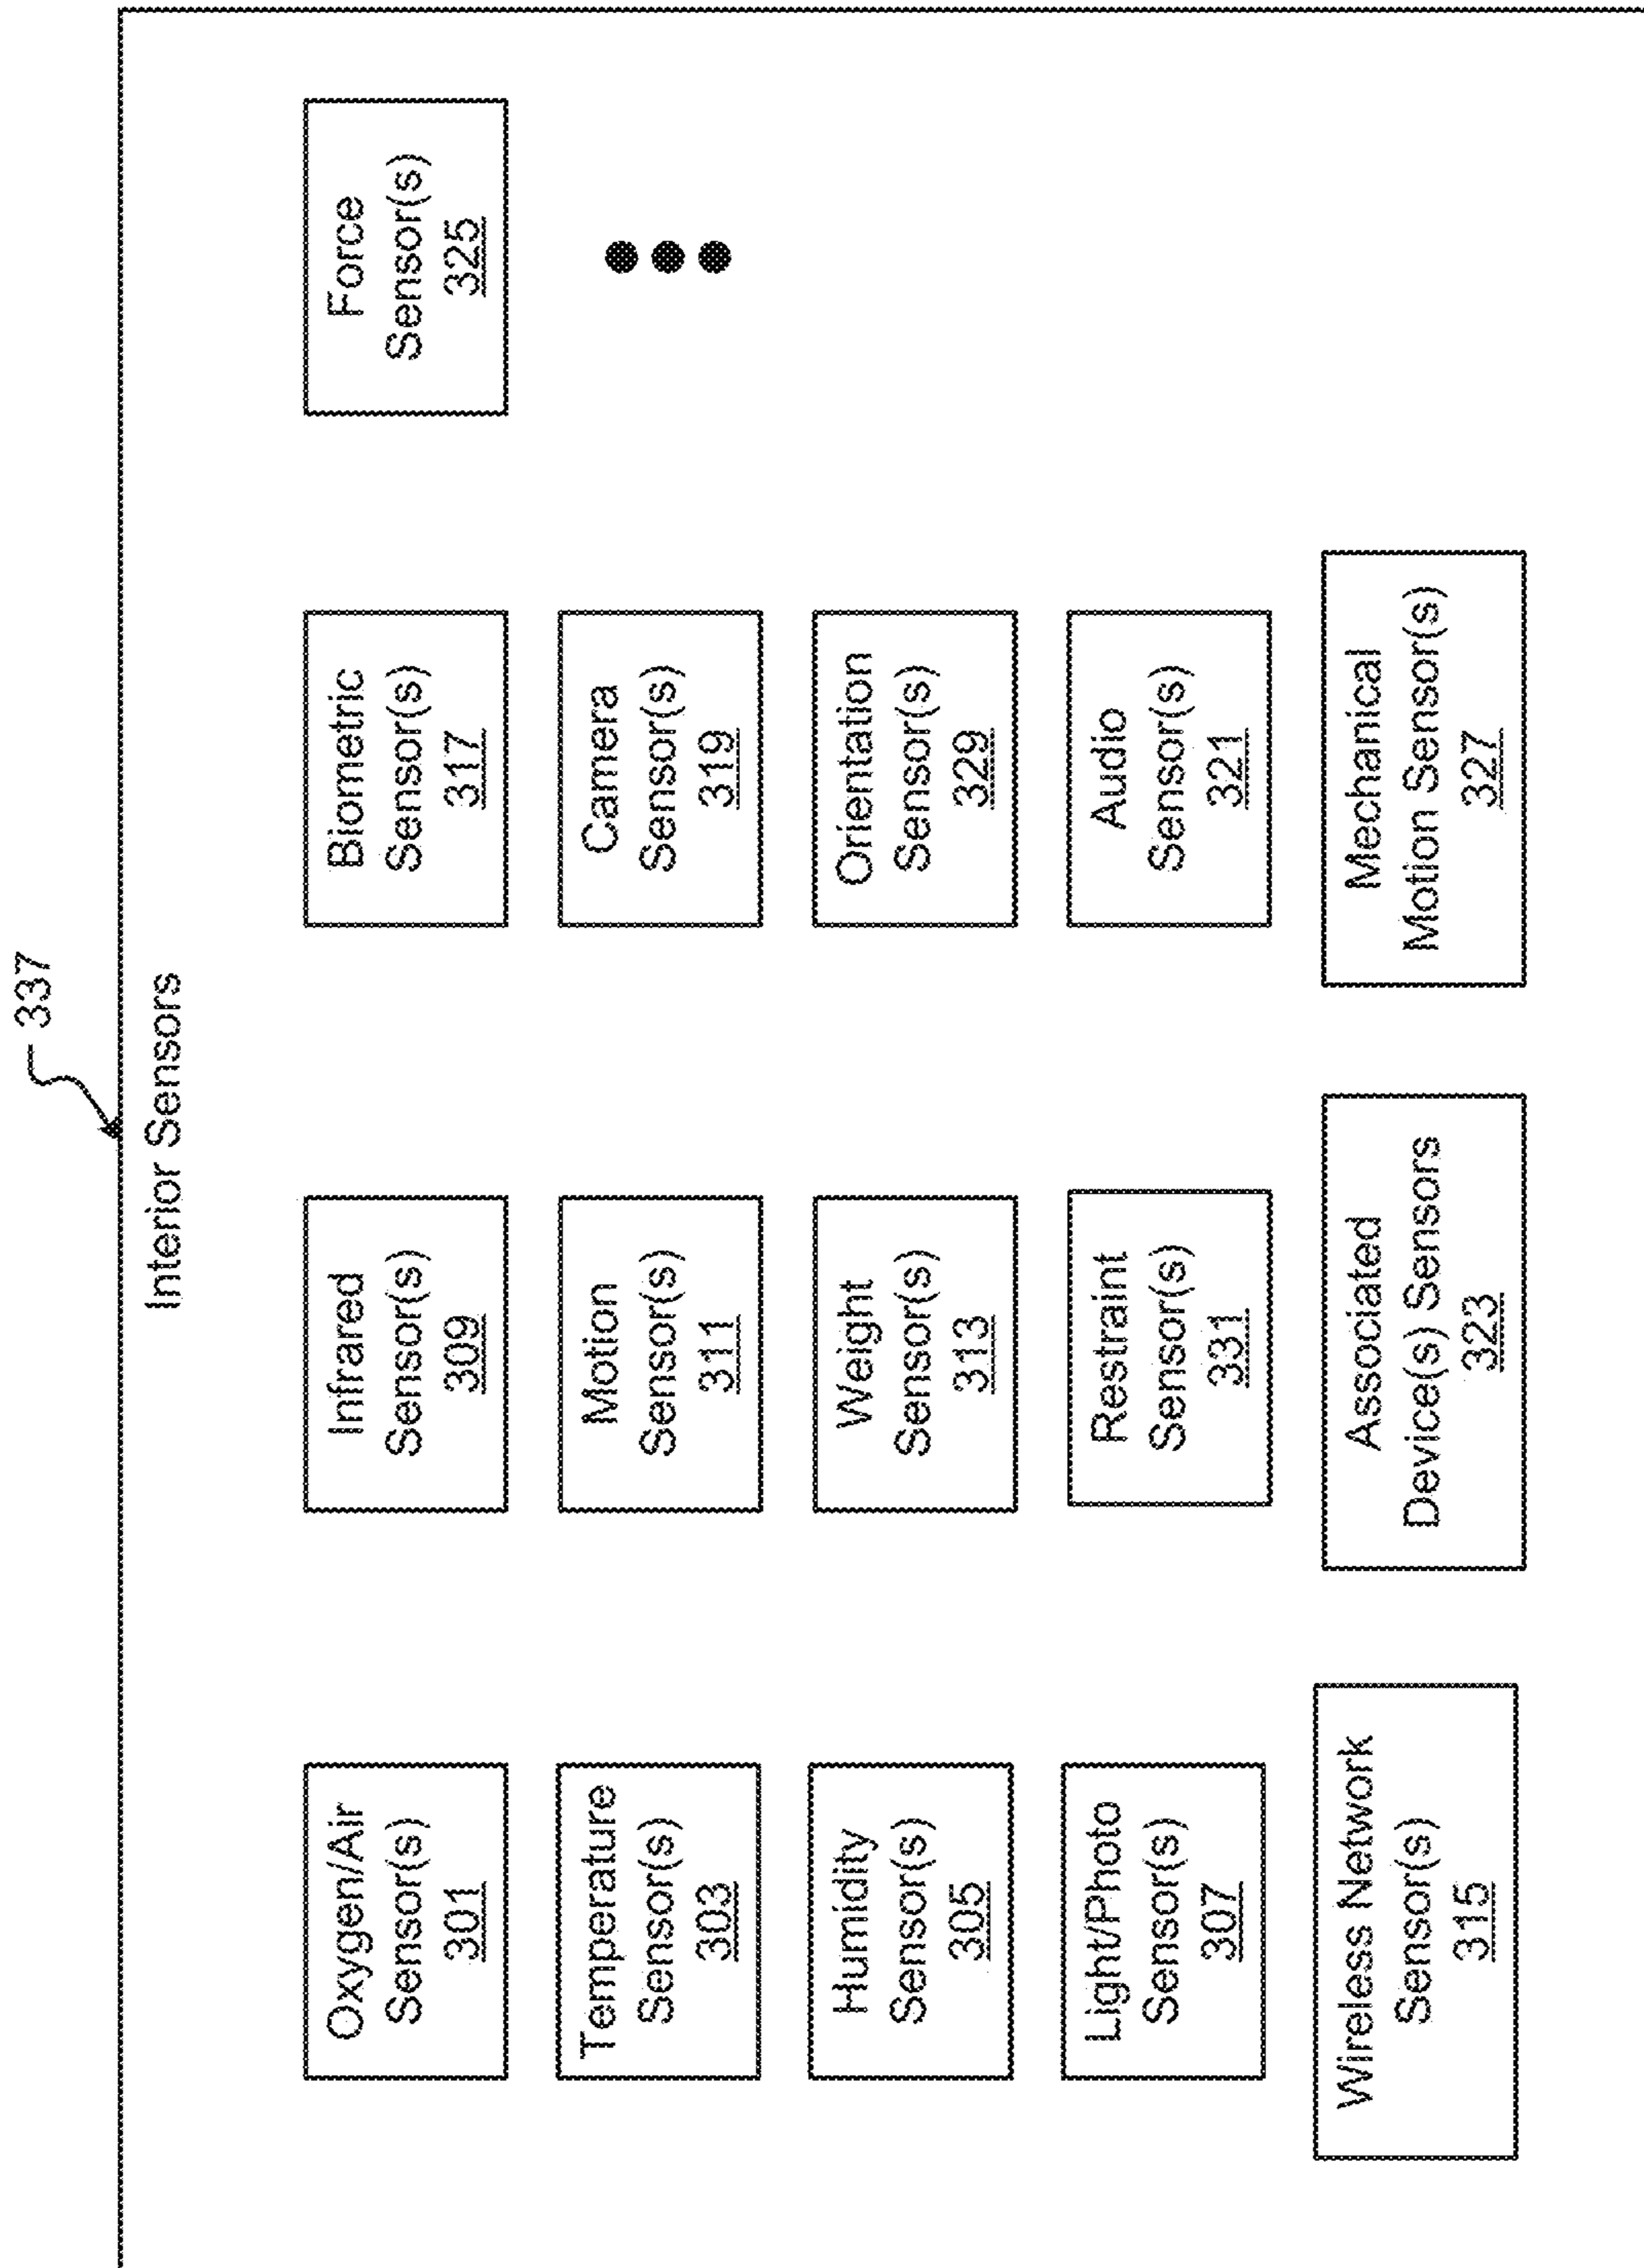 337
Interior Sensors
Oxygen/Air
Sensor(s)
301
Temperature
Sensor(s)
303
Humidity
Sensor(s)
305
Light/Photo
Sensor(s)
307
Wireless Network
Sensor(s)
315
Infrared
Sensor(s)
309
Motion
Sensor(s)
311
Weight
Sensor(s)
313
Restraint
Sensor(s)
331
Associated
Device(s) Sensors
323
Biometric
Sensor(s)
317
Camera
Sensor(s)
319
Orientation
Sensor(s)
329
Audio
Sensor(s)
321
Mechanical
Motion Sensor(s)
327
Force
Sensor(s)
325